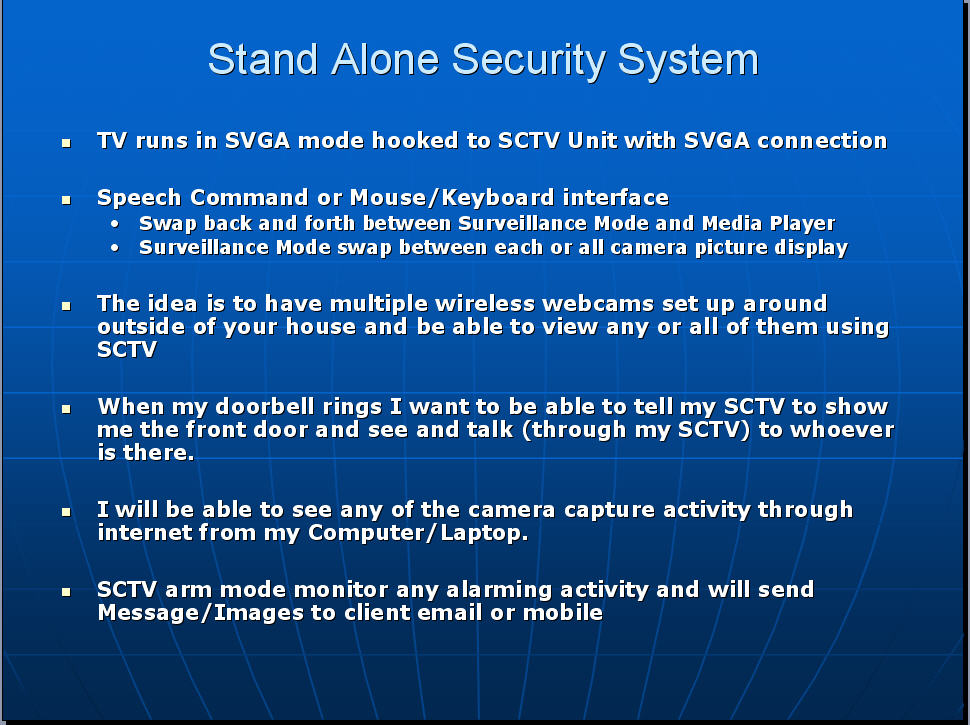 Stand Alone Security System
TV runs in SVGA mode hooked to SCTV Unit with SVGA connection
Speech Command or Mouse/Keyboard interface
Swap back and forth between Surveillance Mode and Media Player
Surveillance Mode swap between each or all camera picture display
The idea is to have multiple wireless webcams set up around
outside of your house and be able to view any or all of them using
SCTV
When my doorbell rings I want to be able to tell my SCTV to show
me the front door and see and talk (through my SCTV) to whoever
is there.
I will be able to see any of the camera capture activity through
internet from my Computer/Laptop.
SCTV arm mode monitor any alarming activity and will send
Message/Images to client email or mobile